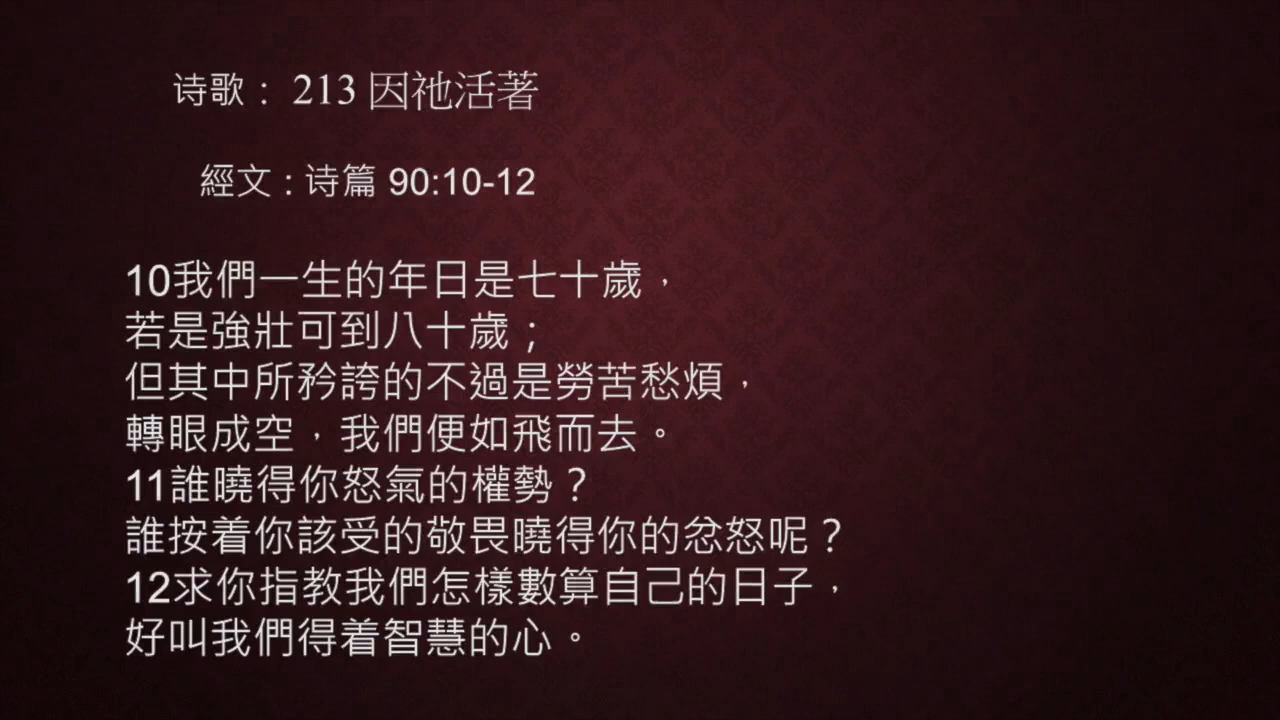 诗歌： 213 因祂活著
經文 : 诗篇 90:10-12
10我們一生的年日是七十歲，
若是強壯可到八十歲；
但其中所矜誇的不過是勞苦愁煩，
轉眼成空，我們便如飛而去。
11誰曉得你怒氣的權勢？
誰按着你該受的敬畏曉得你的忿怒呢？
12求你指教我們怎樣數算自己的日子，
好叫我們得着智慧的心。